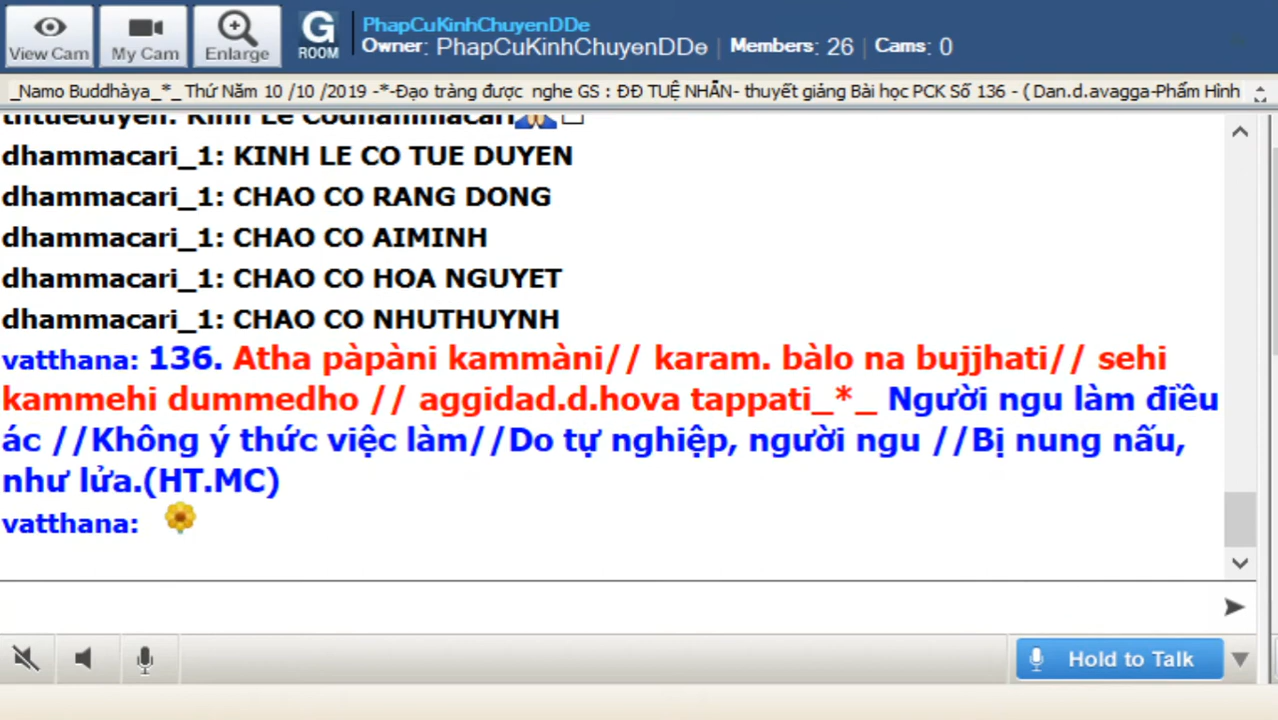 View Cam
My Cam
Enlarge
G
ROOM
PhapCuKinhChuyenDDe
Owner: PhapCuKinhChuyenDDe | Members: 26 | Cams: 0
_Namo Buddhàya_*_ Thứ Năm 10 /10 /2019 -*-Đạo tràng được nghe GS : ĐĐ TUỆ NHẪN- thuyết giảng Bài học PCK Số 136 - ( Dan.d.avagga-Phẩm Hình
thtueduyen: Kinh Le Codhammacari
dhammacari_1: KINH LE CO TUE DUYEN
dhammacari_1: CHAO CO RANG DONG
dhammacari_1: CHAO CO AIMINH
dhammacari_1: CHAO CO HOA NGUYET
dhammacari_1: CHAO CO NHUTHUYNH
vatthana: 136. Atha pàpàni kammàni// karam. bàlo na bujjhati// sehi
kammehi dummedho // aggidad.d.hova tappati_*_ Người ngu làm điều
ác //Không ý thức việc làm//Do tự nghiệp, người ngu //Bị nung nấu,
như lửa.(HT.MC)
vatthana:
Hold to Talk